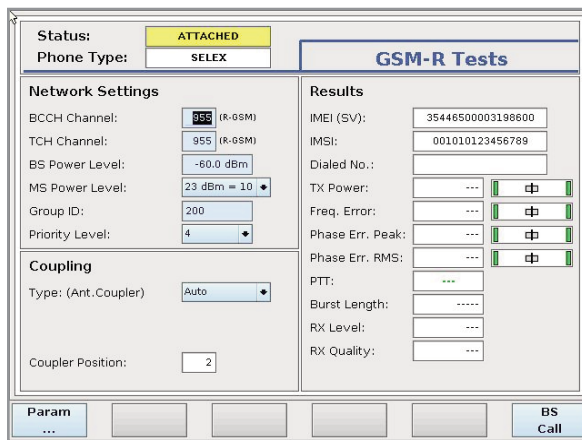 Status: ATTACHED
Phone Type: SELEX
GSM-R Tests
Network Settings
BCCH Channel: 955 (R-GSM)
TCH Channel: 955 (R-GSM)
BS Power Level: -60.0 dBm
MS Power Level: 23 dBm = 10
Group ID: 200
Priority Level: 4
Coupling
Type: (Ant.Coupler) Auto
Coupler Position: 2
Results
IMEI (SV): 35446500003198600
IMSI: 001010123456789
Dialed No.:
TX Power: ---
Freq. Error: ---
Phase Err. Peak: ---
Phase Err. RMS: ---
PTT: ---
Burst Length: -----
RX Level: ---
RX Quality: ---
Param ...
BS Call